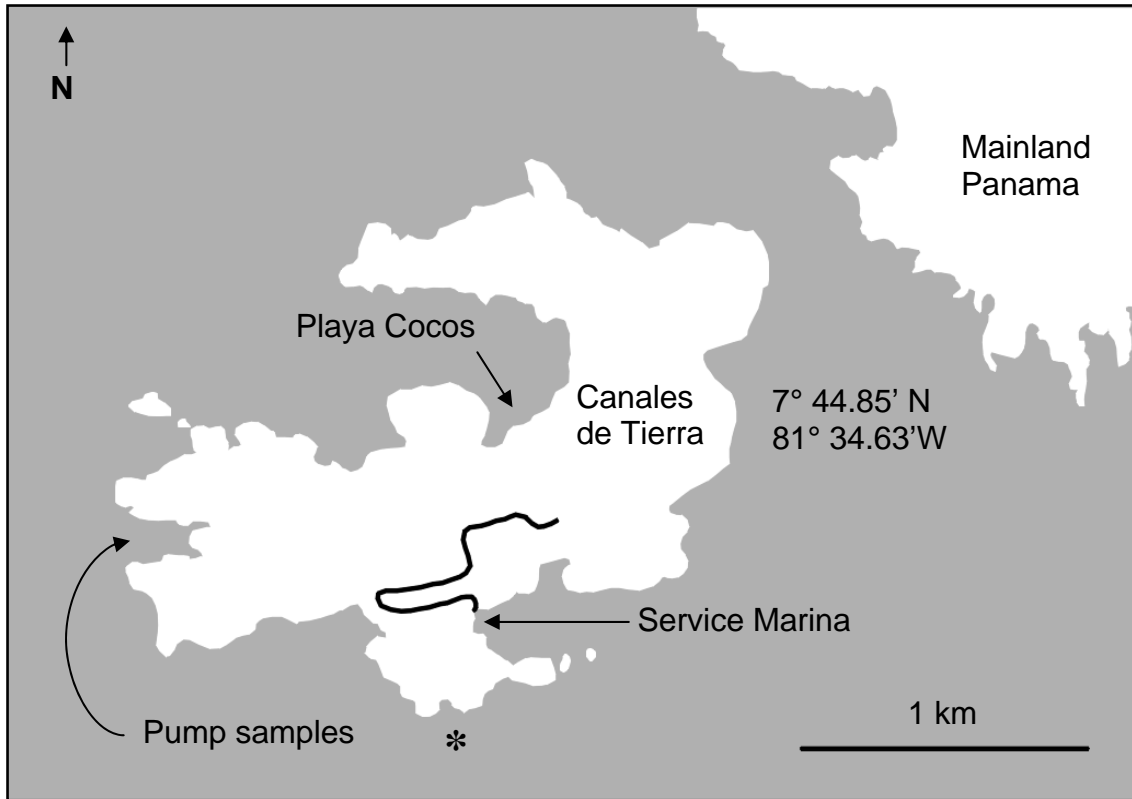 N
Mainland
Panama
Playa Cocos
Canales
de Tierra
7° 44.85’ N
81° 34.63’W
Service Marina
Pump samples
*
1 km